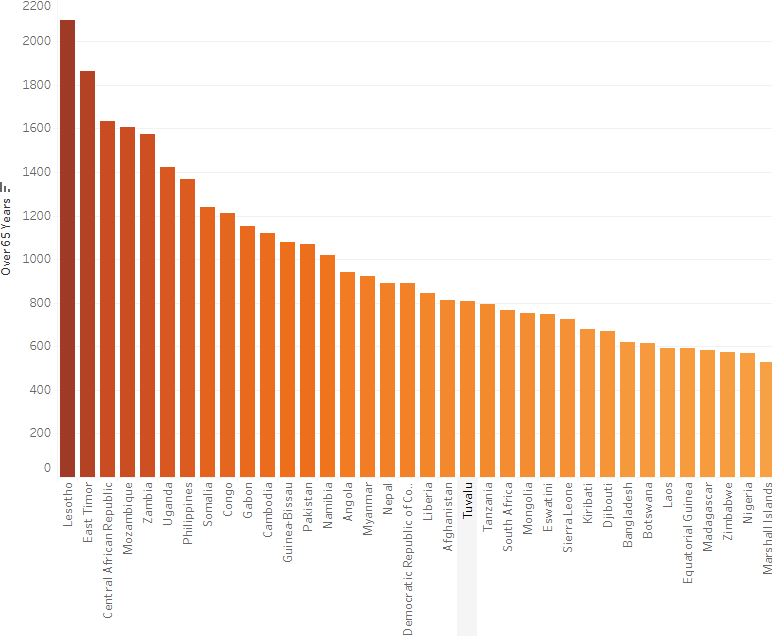 2200
2000
1800
1600
1400
1200
1000
800
600
400
200
0
Over 65 Years
Lesotho
East Timor
Central African Republic
Mozambique
Zambia
Uganda
Philippines
Somalia
Congo
Gabon
Cambodia
Guinea-Bissau
Pakistan
Namibia
Angola
Myanmar
Nepal
Democratic Republic of Co..
Liberia
Afghanistan
Tuvalu
Tanzania
South Africa
Mongolia
Eswatini
Sierra Leone
Kiribati
Djibouti
Bangladesh
Botswana
Laos
Equatorial Guinea
Madagascar
Zimbabwe
Nigeria
Marshall Islands